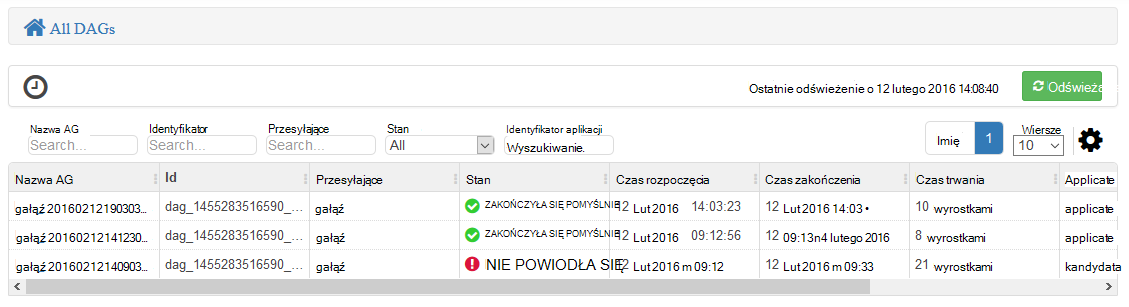 All DAGs
Ostatnie odświeżenie o 12 lutego 2016 14:08:40
Odświeża
Nazwa AG Identyfikator Przesyłające Stan Identyfikator aplikacji Wiersze
Search... Search... Search... All Wyszukiwanie. Imię 1 10
Nazwa AG Id Przesyłające Stan Czas rozpoczęcia Czas zakończenia Czas trwania Applicate
gałąź 20160212190303... dag_1455283516590_... gałąź ZAKOŃCZYŁA SIĘ POMYŚLNIE 12 Lut 2016 14:03:23 12 Lut 2016 14:03 • 10 wyrostkami applicate
gałąź 20160212141230... dag_1455283516590_... gałąź ZAKOŃCZYŁA SIĘ POMYŚLNIE 12 Lut 2016 09:12:56 12 09:13n4 lutego 2016 8 wyrostkami applicate
gałąź 20160212140903... dag_1455283516590_... gałąź NIE POWIODŁA SIĘ 12 Lut 2016 m 09:12 12 Lut 2016 m 09:33 21 wyrostkami kandydata